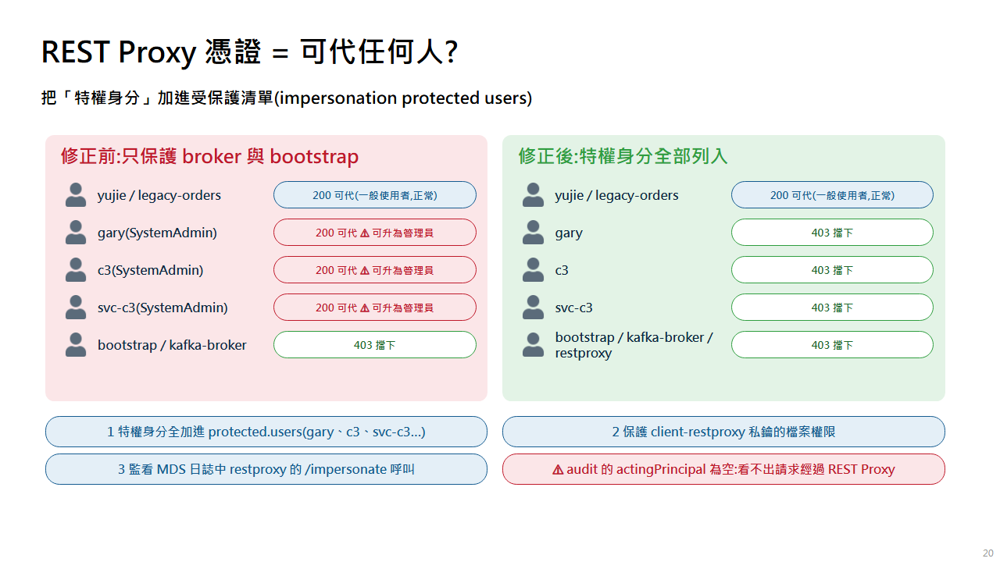 REST Proxy 憑證 = 可代任何人?
把「特權身分」加進受保護清單(impersonation protected users)
修正前:只保護 broker 與 bootstrap
yujie / legacy-orders
200 可代(一般使用者,正常)
gary(SystemAdmin)
200 可代 ⚠ 可升為管理員
c3(SystemAdmin)
200 可代 ⚠ 可升為管理員
svc-c3(SystemAdmin)
200 可代 ⚠ 可升為管理員
bootstrap / kafka-broker
403 擋下
修正後:特權身分全部列入
yujie / legacy-orders
200 可代(一般使用者,正常)
gary
403 擋下
c3
403 擋下
svc-c3
403 擋下
bootstrap / kafka-broker /
restproxy
403 擋下
1 特權身分全加進 protected.users(gary、c3、svc-c3…)
2 保護 client-restproxy 私鑰的檔案權限
3 監看 MDS 日誌中 restproxy 的 /impersonate 呼叫
⚠ audit 的 actingPrincipal 為空:看不出請求經過 REST Proxy
20